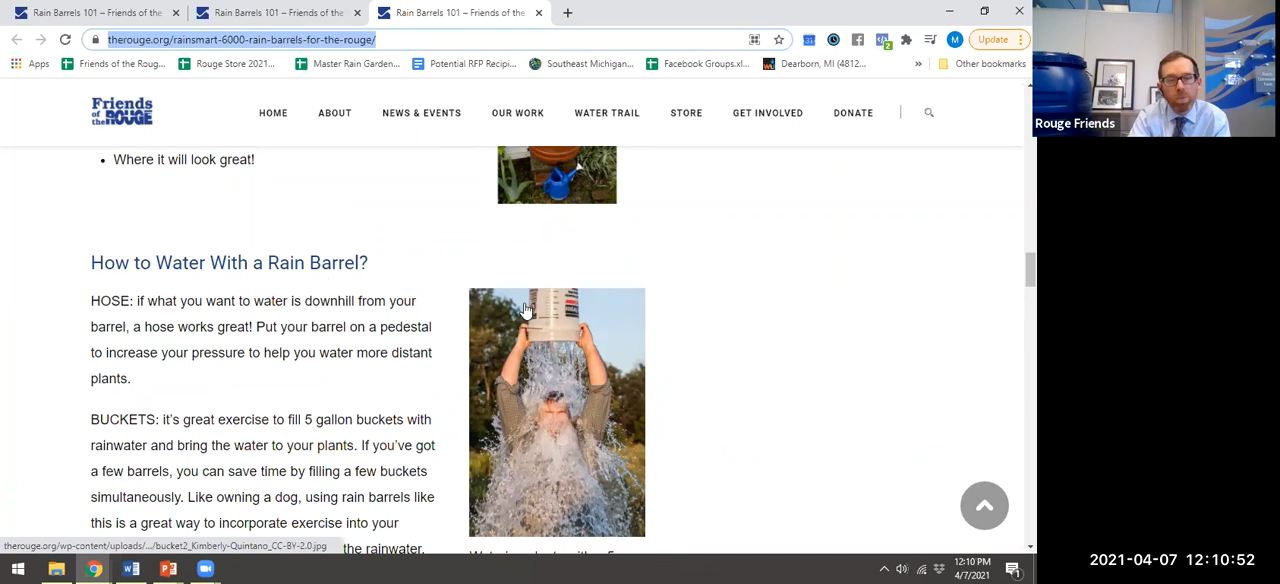 Rain Barrels 101 – Friends of the
Rain Barrels 101 – Friends of the
Rain Barrels 101 – Friends of the
therouge.org/rainsmart-6000-rain-barrels-for-the-rouge/
M
Update
Apps
Friends of the Roug...
Rouge Store 2021...
Master Rain Garden...
Potential RFP Recipi...
Southeast Michigan...
Facebook Groups.xl...
Dearborn, MI (4812...
»
Other bookmarks
Friends
of the ROUGE
HOME
ABOUT
NEWS & EVENTS
OUR WORK
WATER TRAIL
STORE
GET INVOLVED
DONATE
Rouge Friends
• Where it will look great!
How to Water With a Rain Barrel?
HOSE: if what you want to water is downhill from your
barrel, a hose works great! Put your barrel on a pedestal
to increase your pressure to help you water more distant
plants.
BUCKETS: it’s great exercise to fill 5 gallon buckets with
rainwater and bring the water to your plants. If you’ve got
a few barrels, you can save time by filling a few buckets
simultaneously. Like owning a dog, using rain barrels like
this is a great way to incorporate exercise into your
the rainwater.
therouge.org/wp-content/uploads/.../bucket2_Kimberly-Quintano_CC-BY-2.0.jpg
12:10 PM
4/7/2021
1
2021-04-07 12:10:52